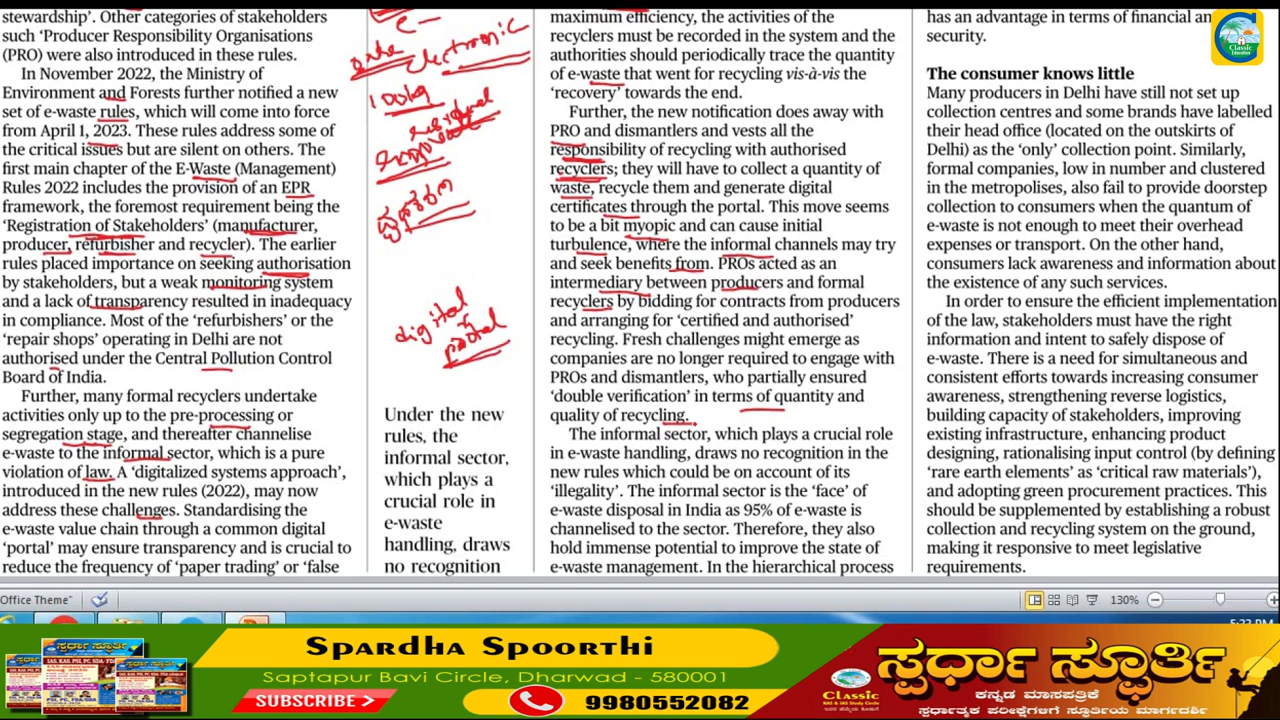 stewardship’. Other categories of stakeholders
such ‘Producer Responsibility Organisations
(PRO) were also introduced in these rules.
In November 2022, the Ministry of
Environment and Forests further notified a new
set of e-waste rules, which will come into force
from April 1, 2023. These rules address some of
the critical issues but are silent on others. The
first main chapter of the E-Waste (Management)
Rules 2022 includes the provision of an EPR
framework, the foremost requirement being the
‘Registration of Stakeholders’ (manufacturer,
producer, refurbisher and recycler). The earlier
rules placed importance on seeking authorisation
by stakeholders, but a weak monitoring system
and a lack of transparency resulted in inadequacy
in compliance. Most of the ‘refurbishers’ or the
‘repair shops’ operating in Delhi are not
authorised under the Central Pollution Control
Board of India.
Further, many formal recyclers undertake
activities only up to the pre-processing or
segregation stage, and thereafter channelise
e-waste to the informal sector, which is a pure
violation of law. A ‘digitalized systems approach’,
introduced in the new rules (2022), may now
address these challenges. Standardising the
e-waste value chain through a common digital
‘portal’ may ensure transparency and is crucial to
reduce the frequency of ‘paper trading’ or ‘false
e-
electronic
100kg
digital
portal
Under the new
rules, the
informal sector,
which plays a
crucial role in
e-waste
handling, draws
no recognition
maximum efficiency, the activities of the
recyclers must be recorded in the system and the
authorities should periodically trace the quantity
of e-waste that went for recycling vis-à-vis the
‘recovery’ towards the end.
Further, the new notification does away with
PRO and dismantlers and vests all the
responsibility of recycling with authorised
recyclers; they will have to collect a quantity of
waste, recycle them and generate digital
certificates through the portal. This move seems
to be a bit myopic and can cause initial
turbulence, where the informal channels may try
and seek benefits from. PROs acted as an
intermediary between producers and formal
recyclers by bidding for contracts from producers
and arranging for ‘certified and authorised’
recycling. Fresh challenges might emerge as
companies are no longer required to engage with
PROs and dismantlers, who partially ensured
‘double verification’ in terms of quantity and
quality of recycling.
The informal sector, which plays a crucial role
in e-waste handling, draws no recognition in the
new rules which could be on account of its
‘illegality’. The informal sector is the ‘face’ of
e-waste disposal in India as 95% of e-waste is
channelised to the sector. Therefore, they also
hold immense potential to improve the state of
e-waste management. In the hierarchical process
has an advantage in terms of financial an
security.
The consumer knows little
Many producers in Delhi have still not set up
collection centres and some brands have labelled
their head office (located on the outskirts of
Delhi) as the ‘only’ collection point. Similarly,
formal companies, low in number and clustered
in the metropolises, also fail to provide doorstep
collection to consumers when the quantum of
e-waste is not enough to meet their overhead
expenses or transport. On the other hand,
consumers lack awareness and information about
the existence of any such services.
In order to ensure the efficient implementation
of the law, stakeholders must have the right
information and intent to safely dispose of
e-waste. There is a need for simultaneous and
consistent efforts towards increasing consumer
awareness, strengthening reverse logistics,
building capacity of stakeholders, improving
existing infrastructure, enhancing product
designing, rationalising input control (by defining
‘rare earth elements’ as ‘critical raw materials’),
and adopting green procurement practices. This
should be supplemented by establishing a robust
collection and recycling system on the ground,
making it responsive to meet legislative
requirements.
Classic
Education
Office Theme"
130%
5:22 PM
Spardha Spoorthi
Saptapur Bavi Circle, Dharwad - 580001
SUBSCRIBE
9980552082
Classic
KAS & IAS Study Circle
ಸ್ಪರ್ಧಾ ಸ್ಫೂರ್ತಿ
ಕನ್ನಡ ಮಾಸಪತ್ರಿಕೆ
ಸ್ಪರ್ಧಾತ್ಮಕ ಪರೀಕ್ಷೆಗಳಿಗೆ ಸ್ಫೂರ್ತಿಯ ಮಾರ್ಗದರ್ಶಿ